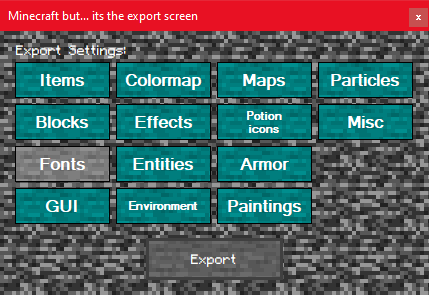 Minecraft but... its the export screen
x
Export Settings:
Items Colormap Maps Particles
Blocks Effects Potion icons Misc
Fonts Entities Armor
GUI Environment Paintings
Export